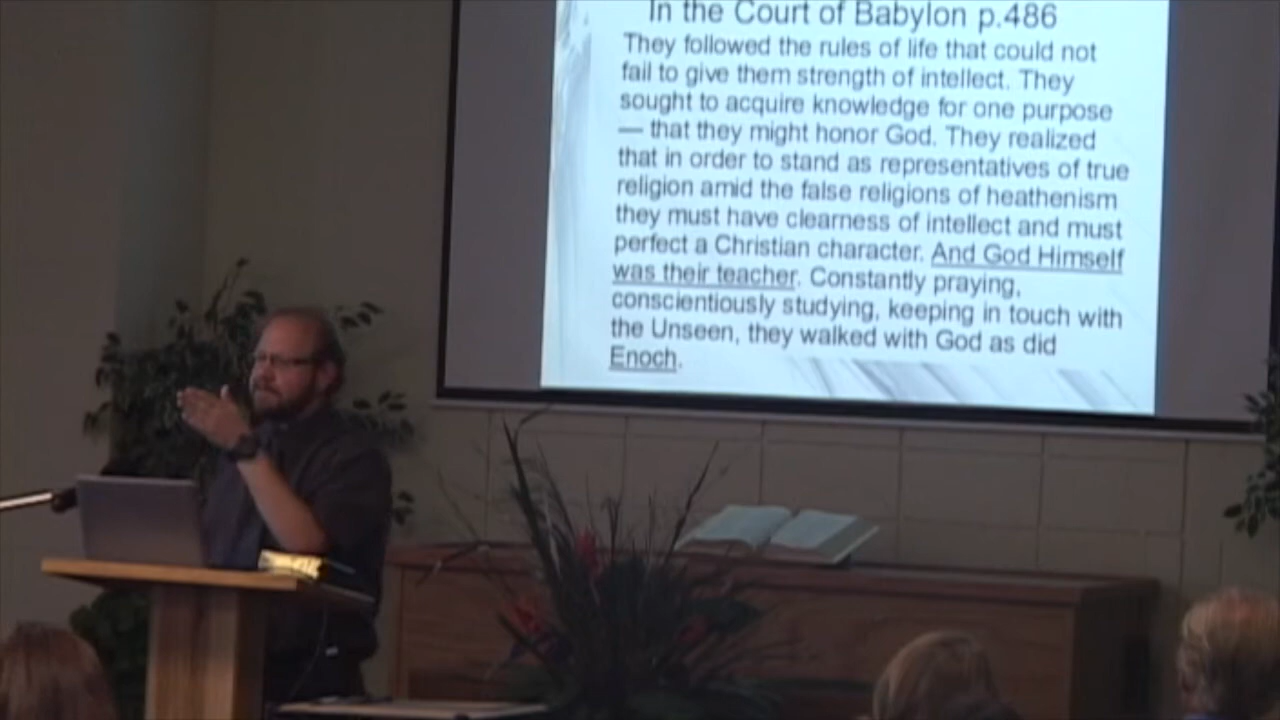 In the Court of Babylon p.486
They followed the rules of life that could not
fail to give them strength of intellect. They
sought to acquire knowledge for one purpose
— that they might honor God. They realized
that in order to stand as representatives of true
religion amid the false religions of heathenism
they must have clearness of intellect and must
perfect a Christian character. And God Himself
was their teacher. Constantly praying,
conscientiously studying, keeping in touch with
the Unseen, they walked with God as did
Enoch.